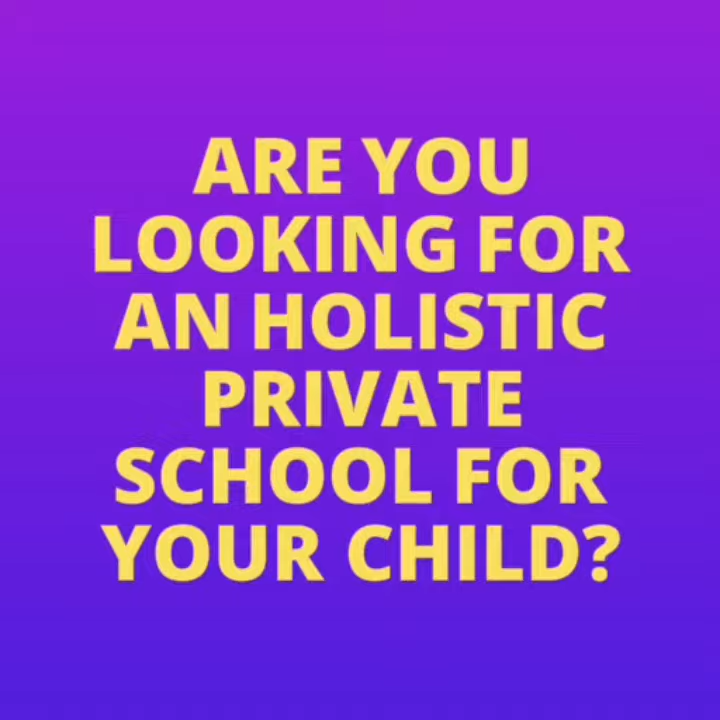 ARE YOU
LOOKING FOR
AN HOLISTIC
PRIVATE
SCHOOL FOR
YOUR CHILD?